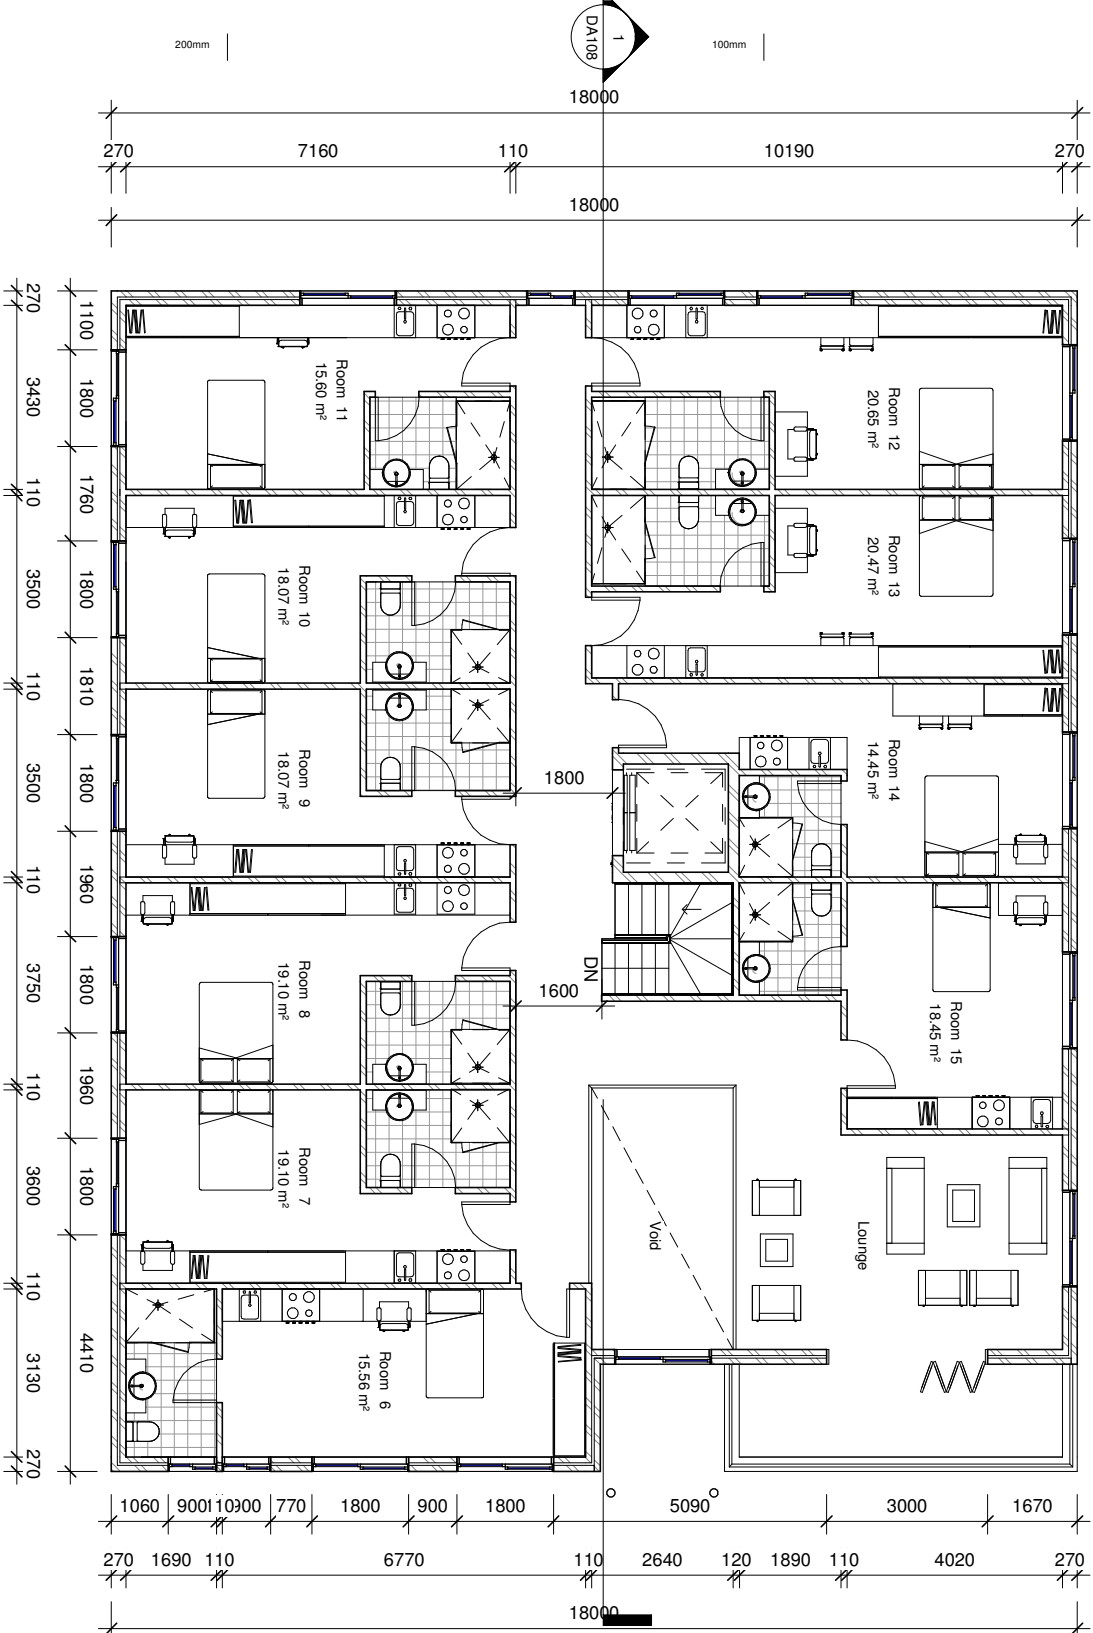 1
DA108
200mm
100mm
18000
270
7160
110
10190
270
18000
270
3430
110
3500
110
3500
110
3750
110
3600
110
3130
270
1100
1800
1760
1800
1810
1800
1960
1800
1960
1800
4410
Room 11
15.60 m²
Room 12
20.65 m²
Room 10
18.07 m²
Room 13
20.47 m²
Room 9
18.07 m²
Room 14
14.45 m²
1800
Room 8
19.10 m²
DN
1600
Room 15
18.45 m²
Room 7
19.10 m²
Void
Lounge
Room 6
15.56 m²
1060
900
110
900
770
1800
900
1800
5090
3000
1670
270
1690
110
6770
110
2640
120
1890
110
4020
270
18000